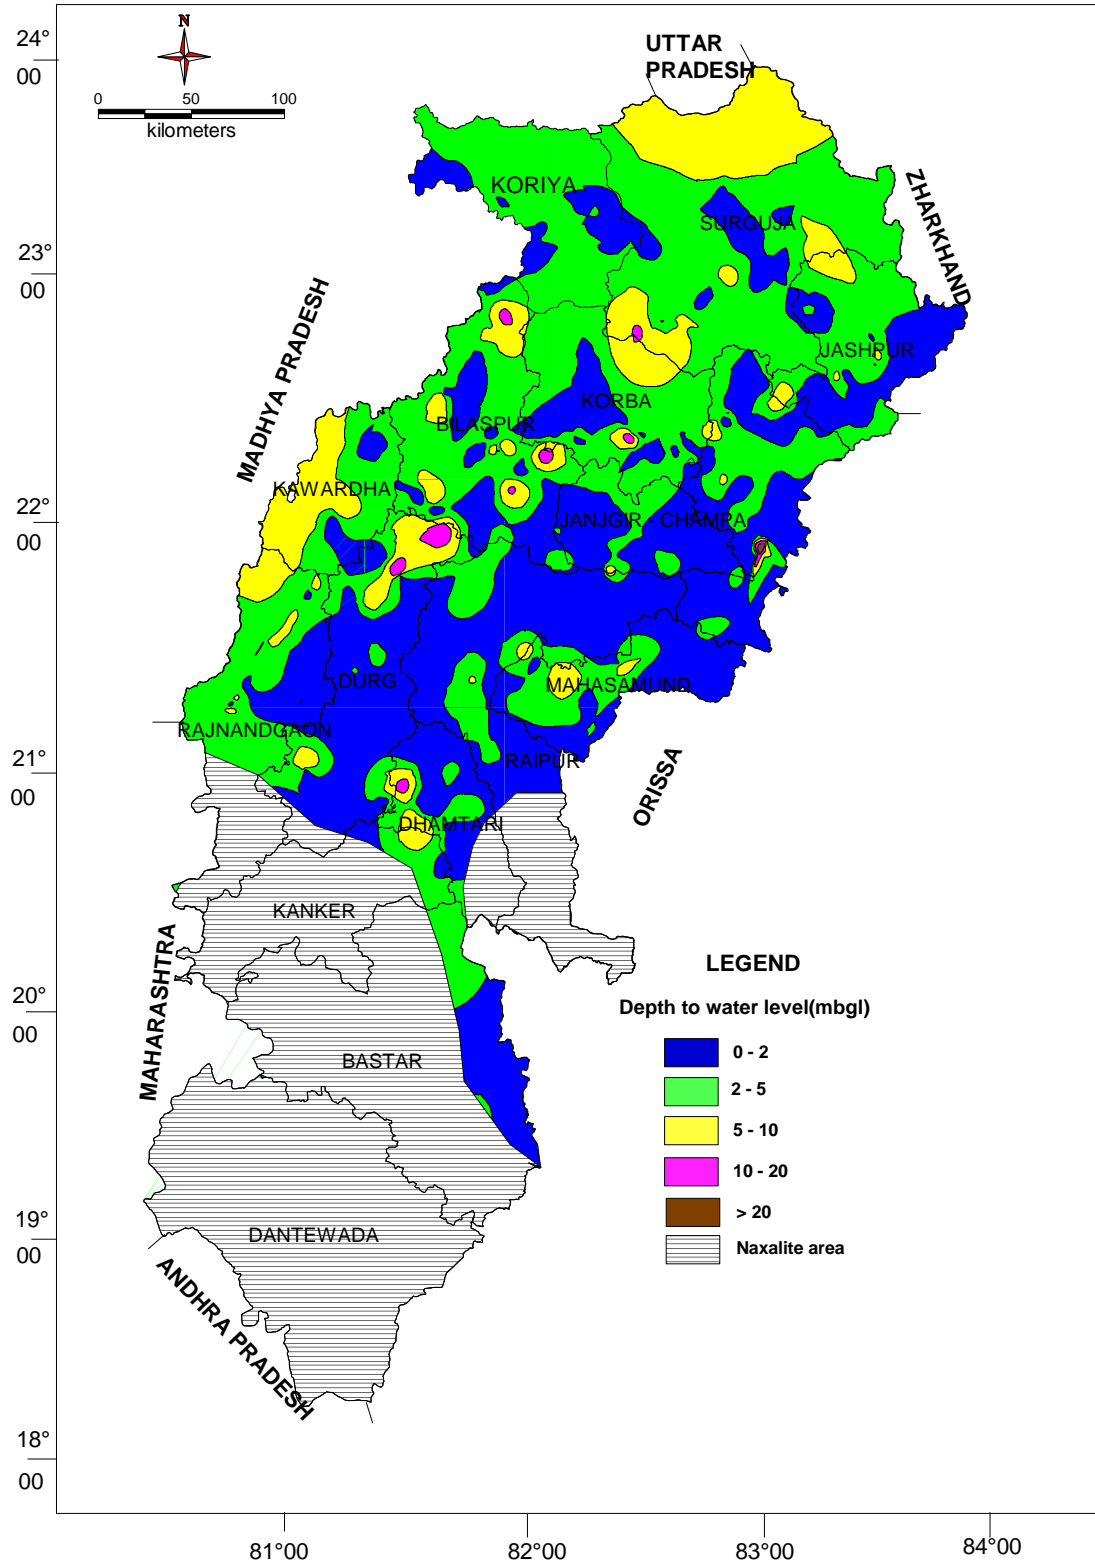 N
0 50 100
kilometers
24°
00
23°
00
22°
00
21°
00
20°
00
19°
00
18°
00
UTTAR
PRADESH
ZHARKHAND
MADHYA PRADESH
KORIYA
SURGUJA
JASHPUR
KORBA
BILASPUR
KAWARDHA
JANJGIR - CHAMPA
DURG
MAHASAMUND
RAJNANDGAON
RAIPUR
ORISSA
DHAMTARI
KANKER
MAHARASHTRA
BASTAR
DANTEWADA
ANDHRA PRADESH
LEGEND
Depth to water level(mbgl)
0 - 2
2 - 5
5 - 10
10 - 20
> 20
Naxalite area
81°00 82°00 83°00 84°00